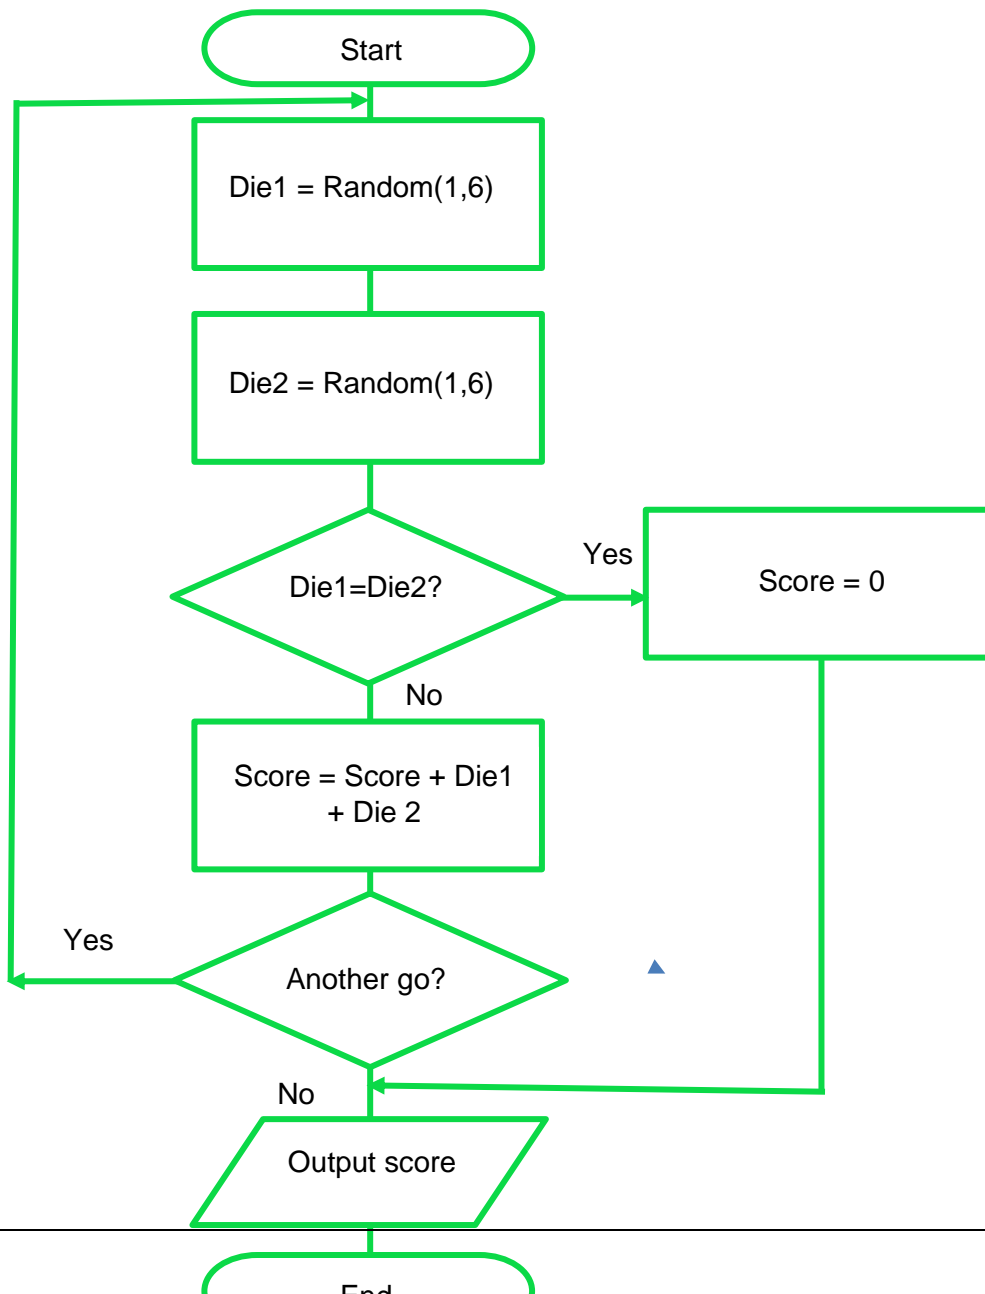 Start
Die1 = Random(1,6)
Die2 = Random(1,6)
Die1=Die2?
Yes
Score = 0
No
Score = Score + Die1
+ Die 2
Yes
Another go?
No
Output score
End